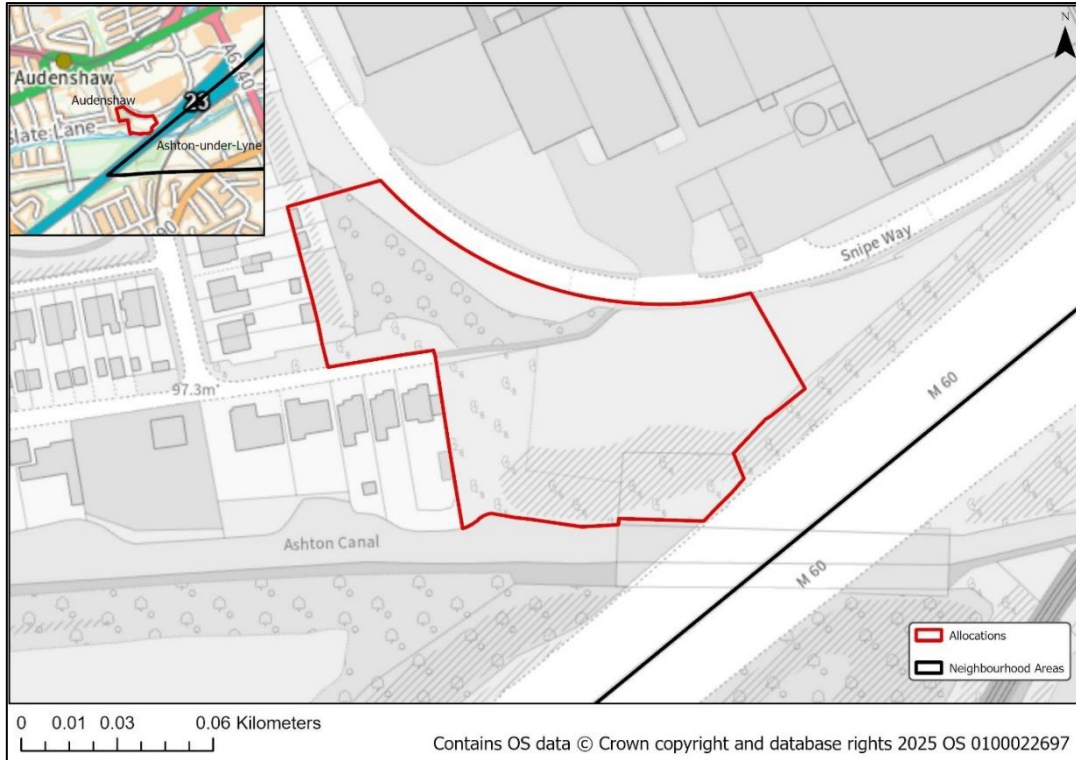 N
Audenshaw
A6140
23
Audenshaw
Slate Lane
Ashton-under-Lyne
Snipe Way
M 60
97.3m
Ashton Canal
M 60
Allocations
Neighbourhood Areas
0 0.01 0.03 0.06 Kilometers
Contains OS data © Crown copyright and database rights 2025 OS 0100022697